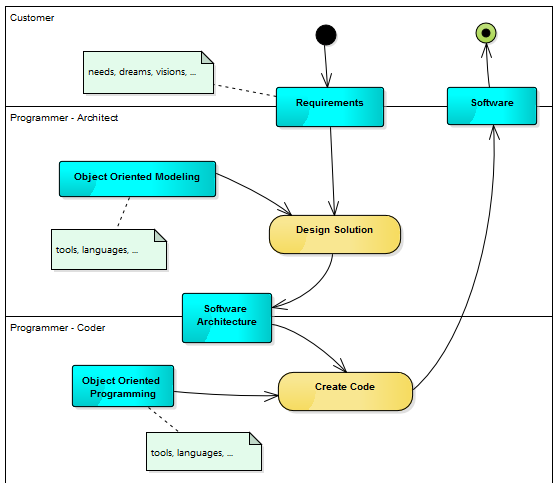 Customer
needs, dreams, visions, ...
Requirements
Software
Programmer - Architect
Object Oriented Modeling
tools, languages, ...
Design Solution
Software
Architecture
Programmer - Coder
Object Oriented
Programming
Create Code
tools, languages, ...